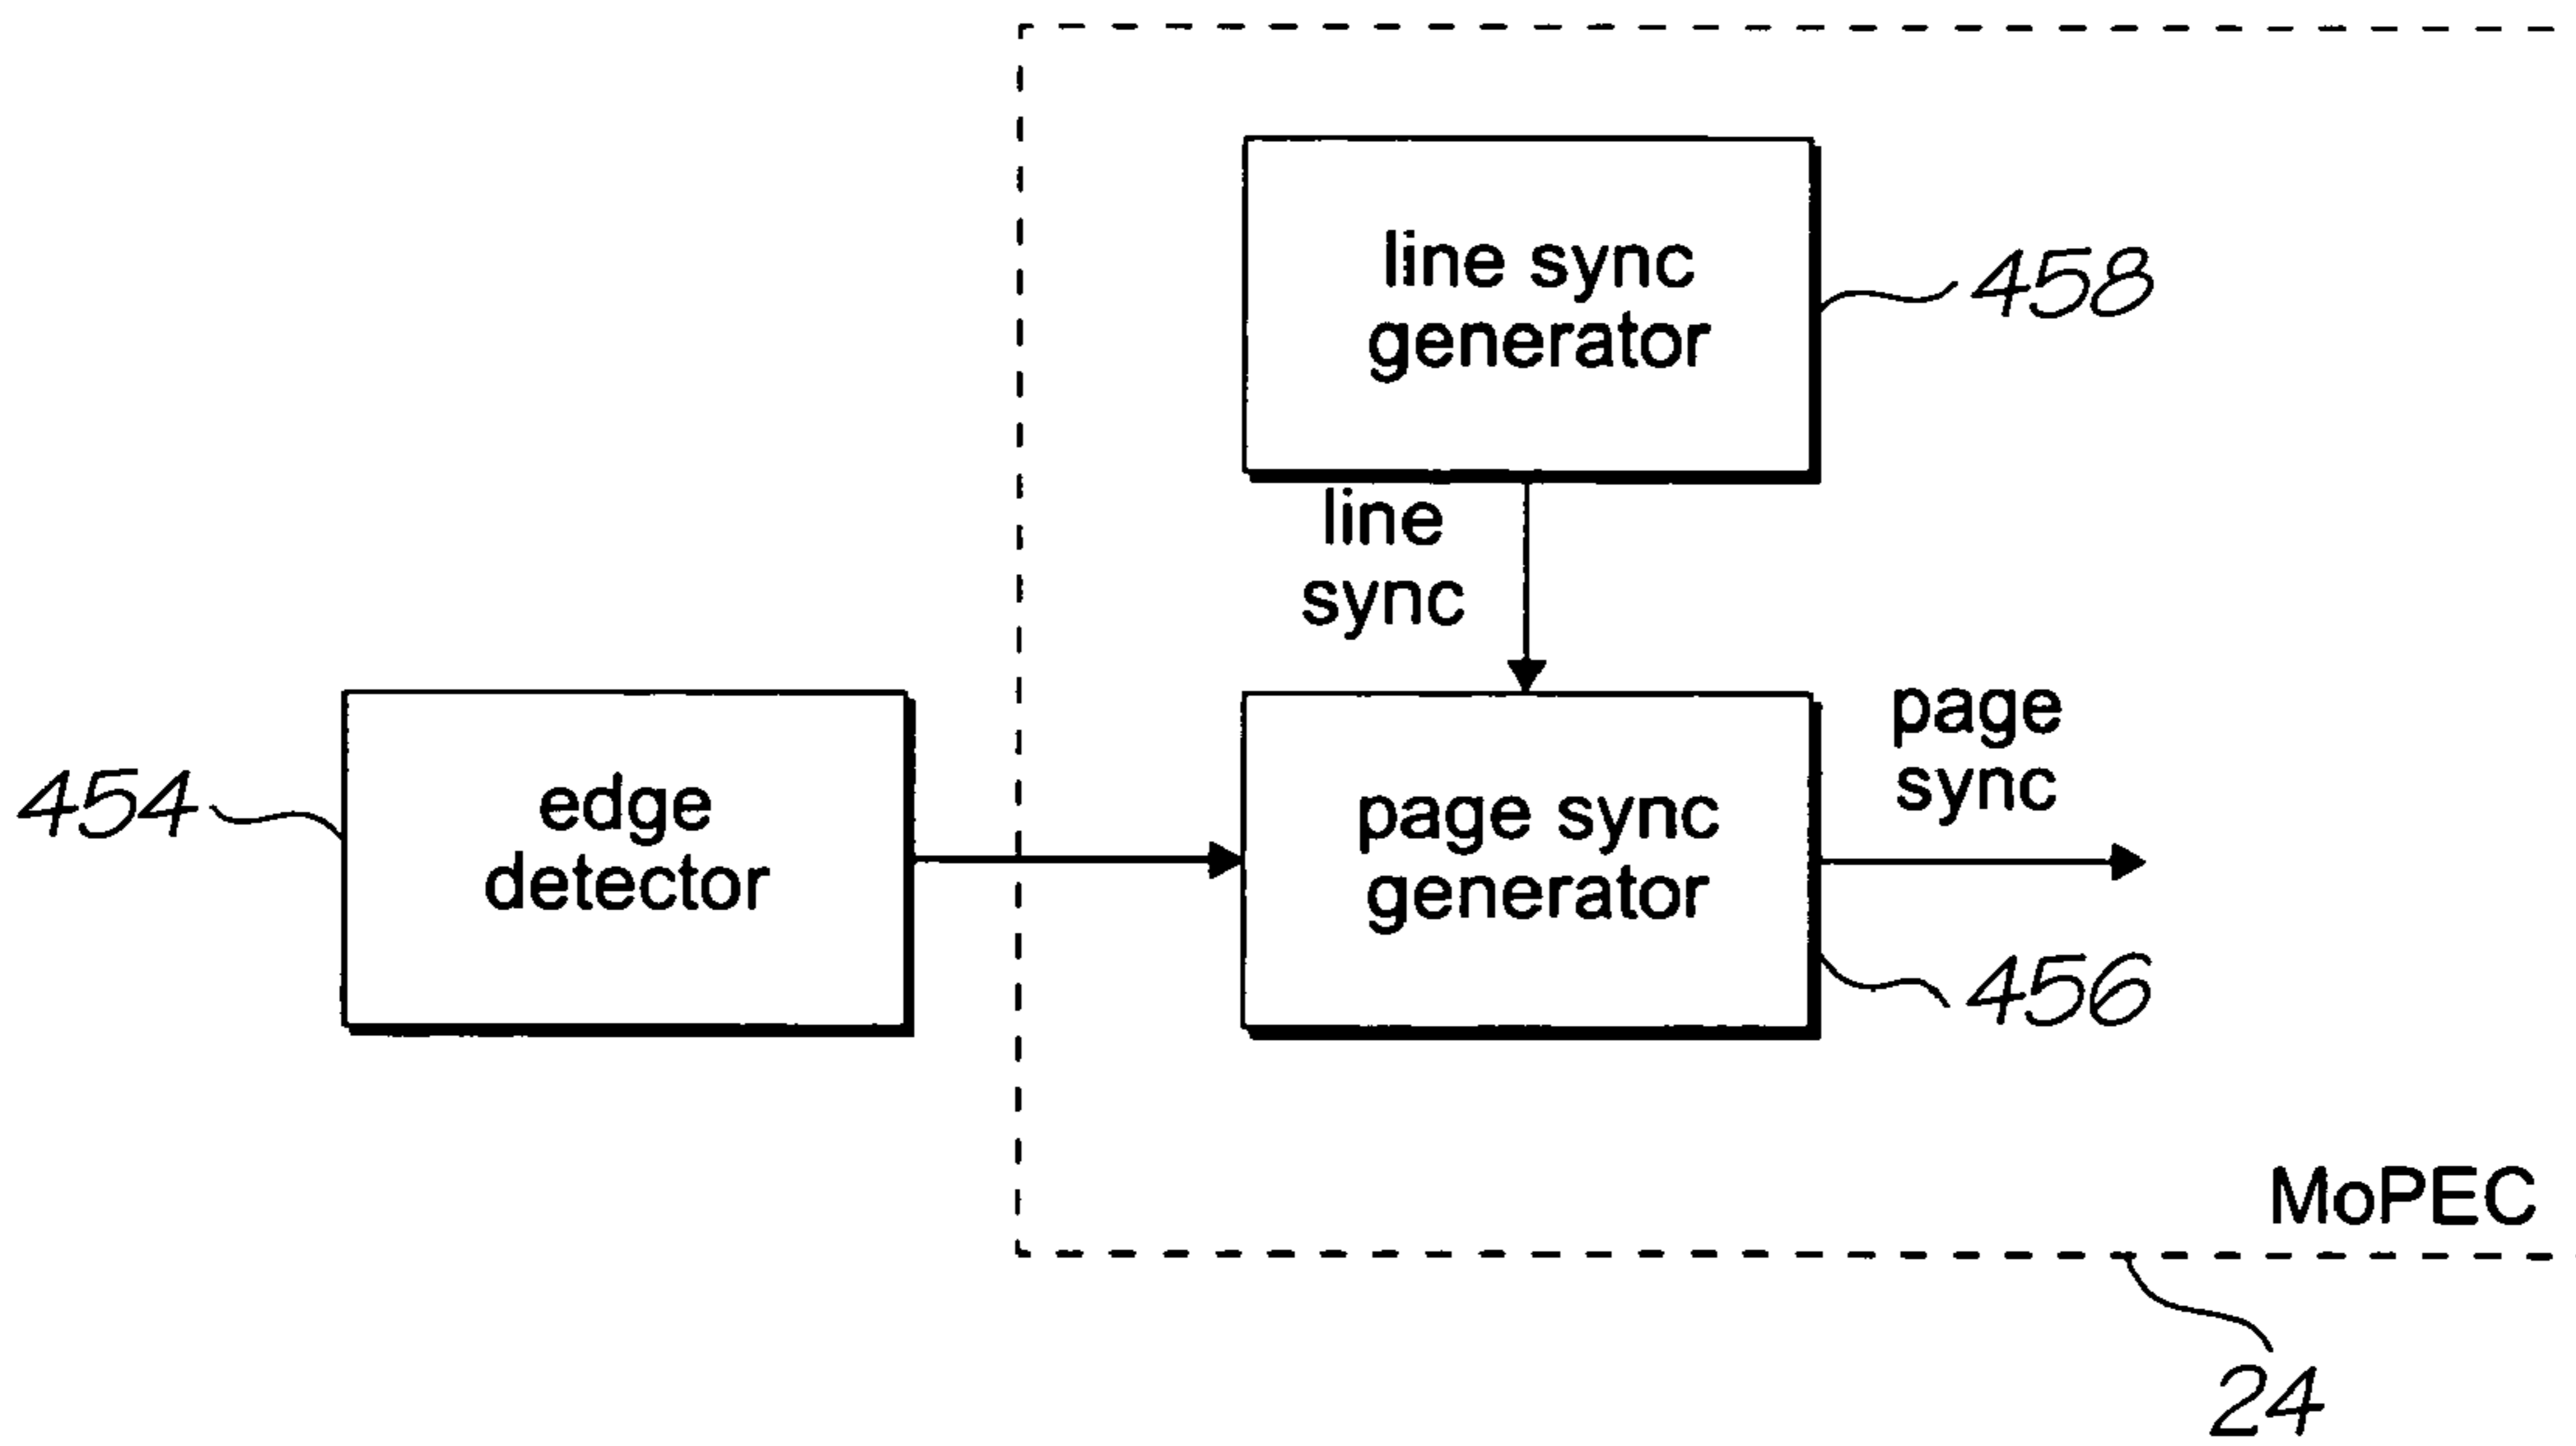 line sync
generator
458
line
sync
page
sync
454
edge
detector
page sync
generator
456
MoPEC
24